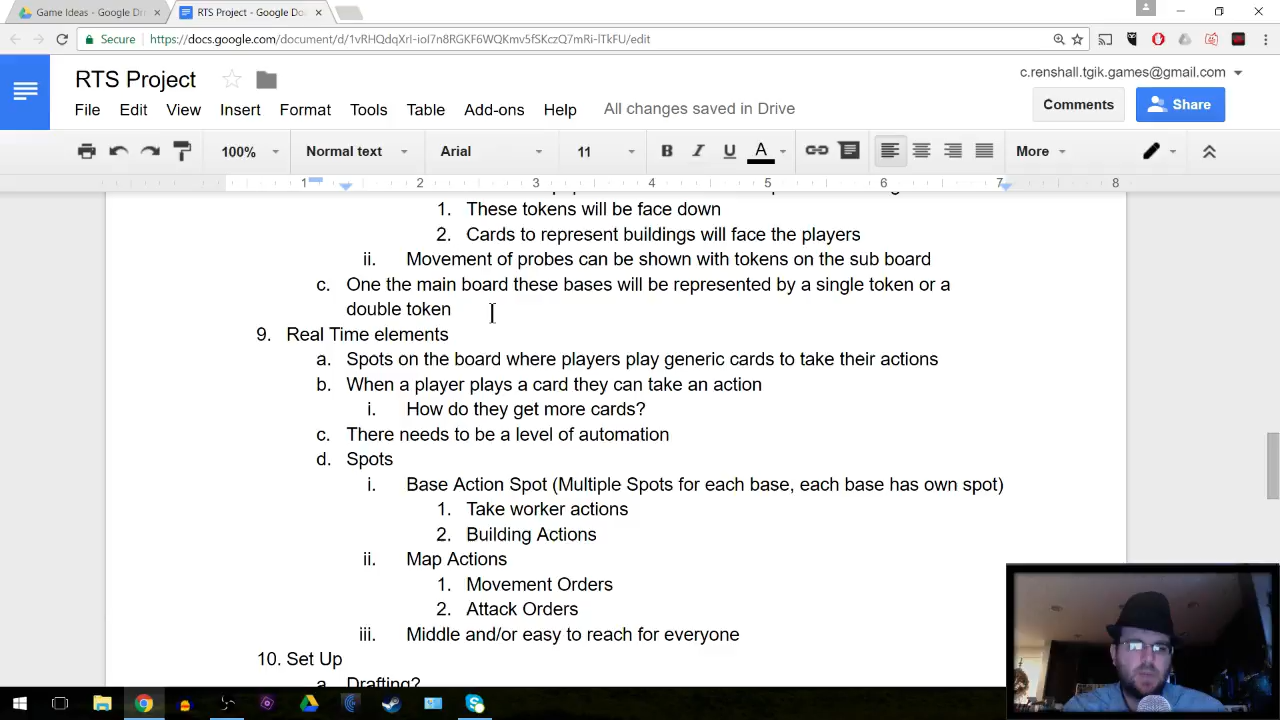 Game Ideas - Google Dri
RTS Project - Google Doc
Secure
https://docs.google.com/document/d/1vRHQdqXrI-ioI7n8RGKF6WQKmv5fSKczQ7mRi-lTkFU/edit
RTS Project
c.renshall.tgik.games@gmail.com
File Edit View Insert Format Tools Table Add-ons Help All changes saved in Drive
Comments
Share
100% Normal text Arial 11 B I U A More
1 2 3 4 5 6 7 8
1. These tokens will be face down
2. Cards to represent buildings will face the players
ii. Movement of probes can be shown with tokens on the sub board
c. One the main board these bases will be represented by a single token or a
double token
9. Real Time elements
a. Spots on the board where players play generic cards to take their actions
b. When a player plays a card they can take an action
i. How do they get more cards?
c. There needs to be a level of automation
d. Spots
i. Base Action Spot (Multiple Spots for each base, each base has own spot)
1. Take worker actions
2. Building Actions
ii. Map Actions
1. Movement Orders
2. Attack Orders
iii. Middle and/or easy to reach for everyone
10. Set Up
a. Drafting?